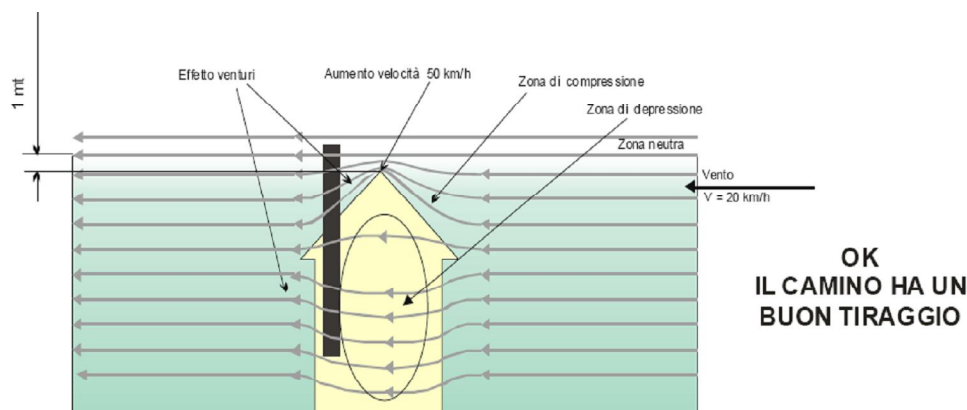 1 mt
Effetto venturi
Aumento velocità 50 km/h
Zona di compressione
Zona di depressione
Zona neutra
Vento
V = 20 km/h
OK
IL CAMINO HA UN
BUON TIRAGGIO